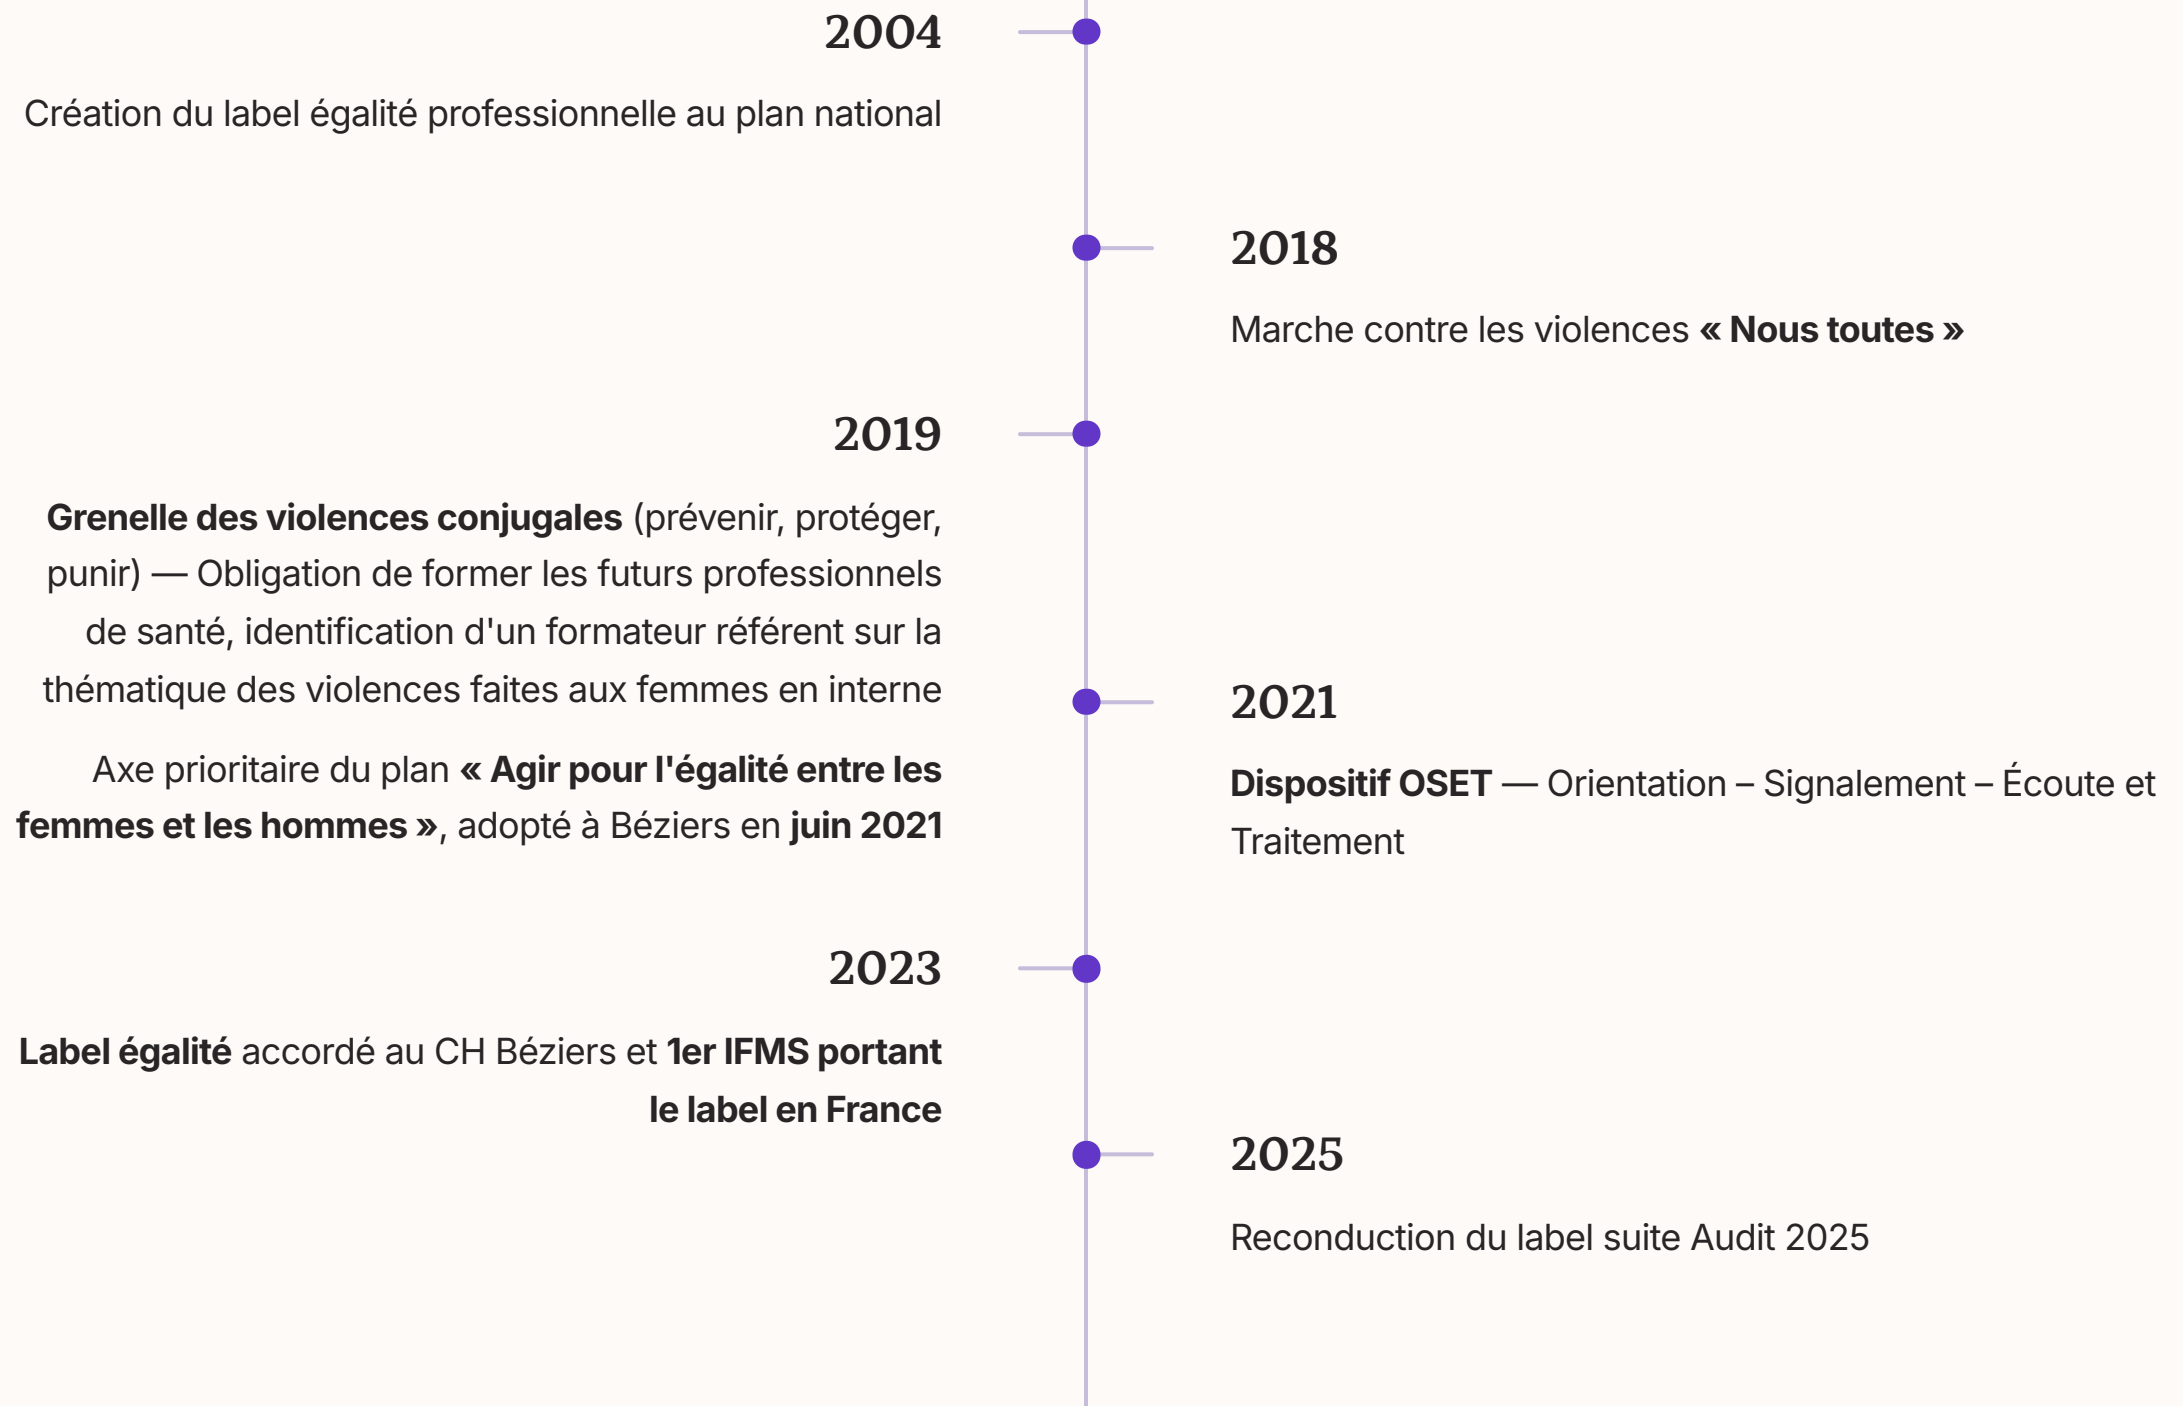 2004
Création du label égalité professionnelle au plan national
2018
Marche contre les violences « Nous toutes »
2019
Grenelle des violences conjugales (prévenir, protéger,
punir) — Obligation de former les futurs professionnels
de santé, identification d'un formateur référent sur la
thématique des violences faites aux femmes en interne
Axe prioritaire du plan « Agir pour l'égalité entre les
femmes et les hommes », adopté à Béziers en juin 2021
2021
Dispositif OSET — Orientation – Signalement – Écoute et
Traitement
2023
Label égalité accordé au CH Béziers et 1er IFMS portant
le label en France
2025
Reconduction du label suite Audit 2025